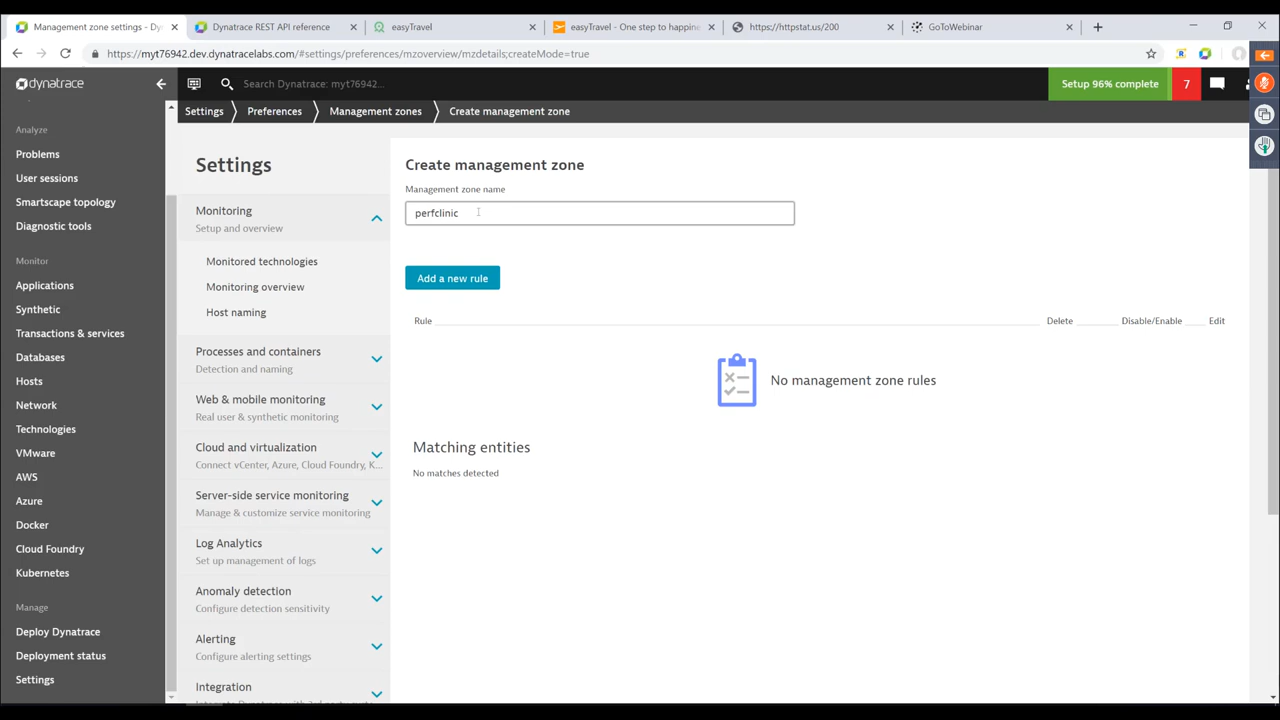 Management zone settings - Dy
Dynatrace REST API reference
easyTravel
easyTravel - One step to happine
https://httpstat.us/200
GoToWebinar
https://myt76942.dev.dynatracelabs.com/#settings/preferences/mzoverview/mzdetails;createMode=true
dynatrace
Search Dynatrace: myt76942...
Setup 96% complete
7
Settings
Preferences
Management zones
Create management zone
Analyze
Problems
User sessions
Smartscape topology
Diagnostic tools
Monitor
Applications
Synthetic
Transactions & services
Databases
Hosts
Network
Technologies
VMware
AWS
Azure
Docker
Cloud Foundry
Kubernetes
Manage
Deploy Dynatrace
Deployment status
Settings
Settings
Monitoring
Setup and overview
Monitored technologies
Monitoring overview
Host naming
Processes and containers
Detection and naming
Web & mobile monitoring
Real user & synthetic monitoring
Cloud and virtualization
Connect vCenter, Azure, Cloud Foundry, K...
Server-side service monitoring
Manage & customize service monitoring
Log Analytics
Set up management of logs
Anomaly detection
Configure detection sensitivity
Alerting
Configure alerting settings
Integration
Create management zone
Management zone name
perfclinic
Add a new rule
Rule
Delete
Disable/Enable
Edit
No management zone rules
Matching entities
No matches detected